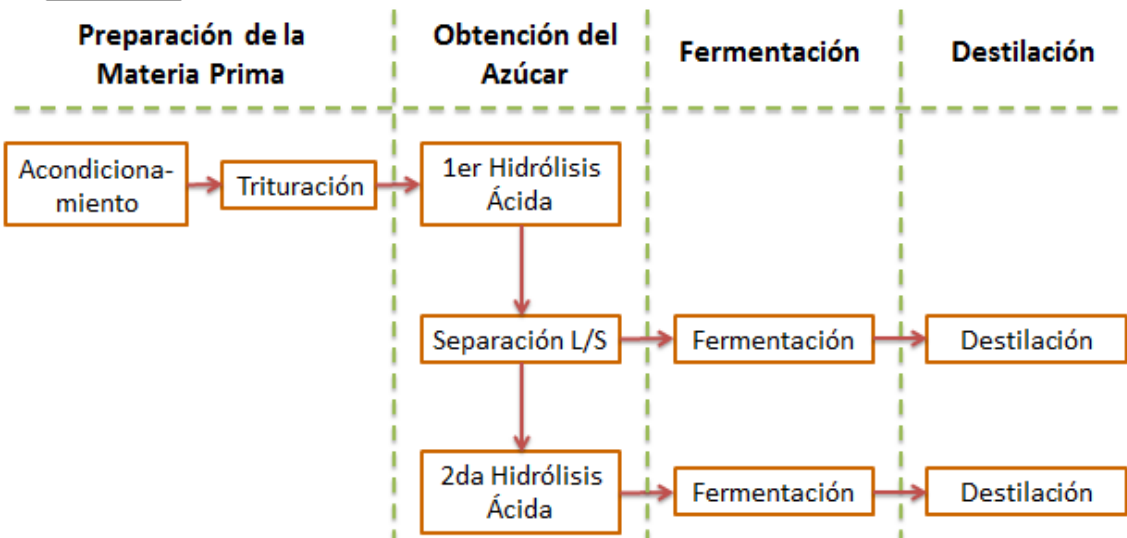 Preparación de la
Materia Prima
Obtención del
Azúcar
Fermentación
Destilación
Acondiciona-
miento
Trituración
1er Hidrólisis
Ácida
Separación L/S
Fermentación
Destilación
2da Hidrólisis
Ácida
Fermentación
Destilación